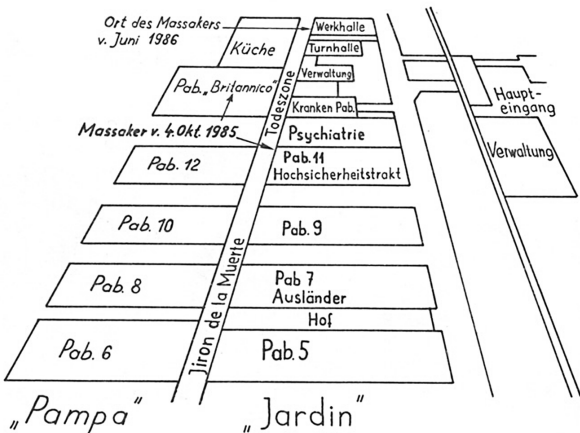 Ort des Massakers
v. Juni 1986
Werkhalle
Turnhalle
Küche
Verwaltung
Pab. „Britannico"
Kranken Pab.
Todeszone
Haupt-
eingang
Massaker v. 4. Okt. 1985
Psychiatrie
Verwaltung
Pab. 12
Pab. 11
Hochsicherheitstrakt
Pab. 10
Pab. 9
Jiron de la Muerte
Pab. 8
Pab 7
Ausländer
Hof
Pab. 6
Pab. 5
„Pampa"
„Jardin"